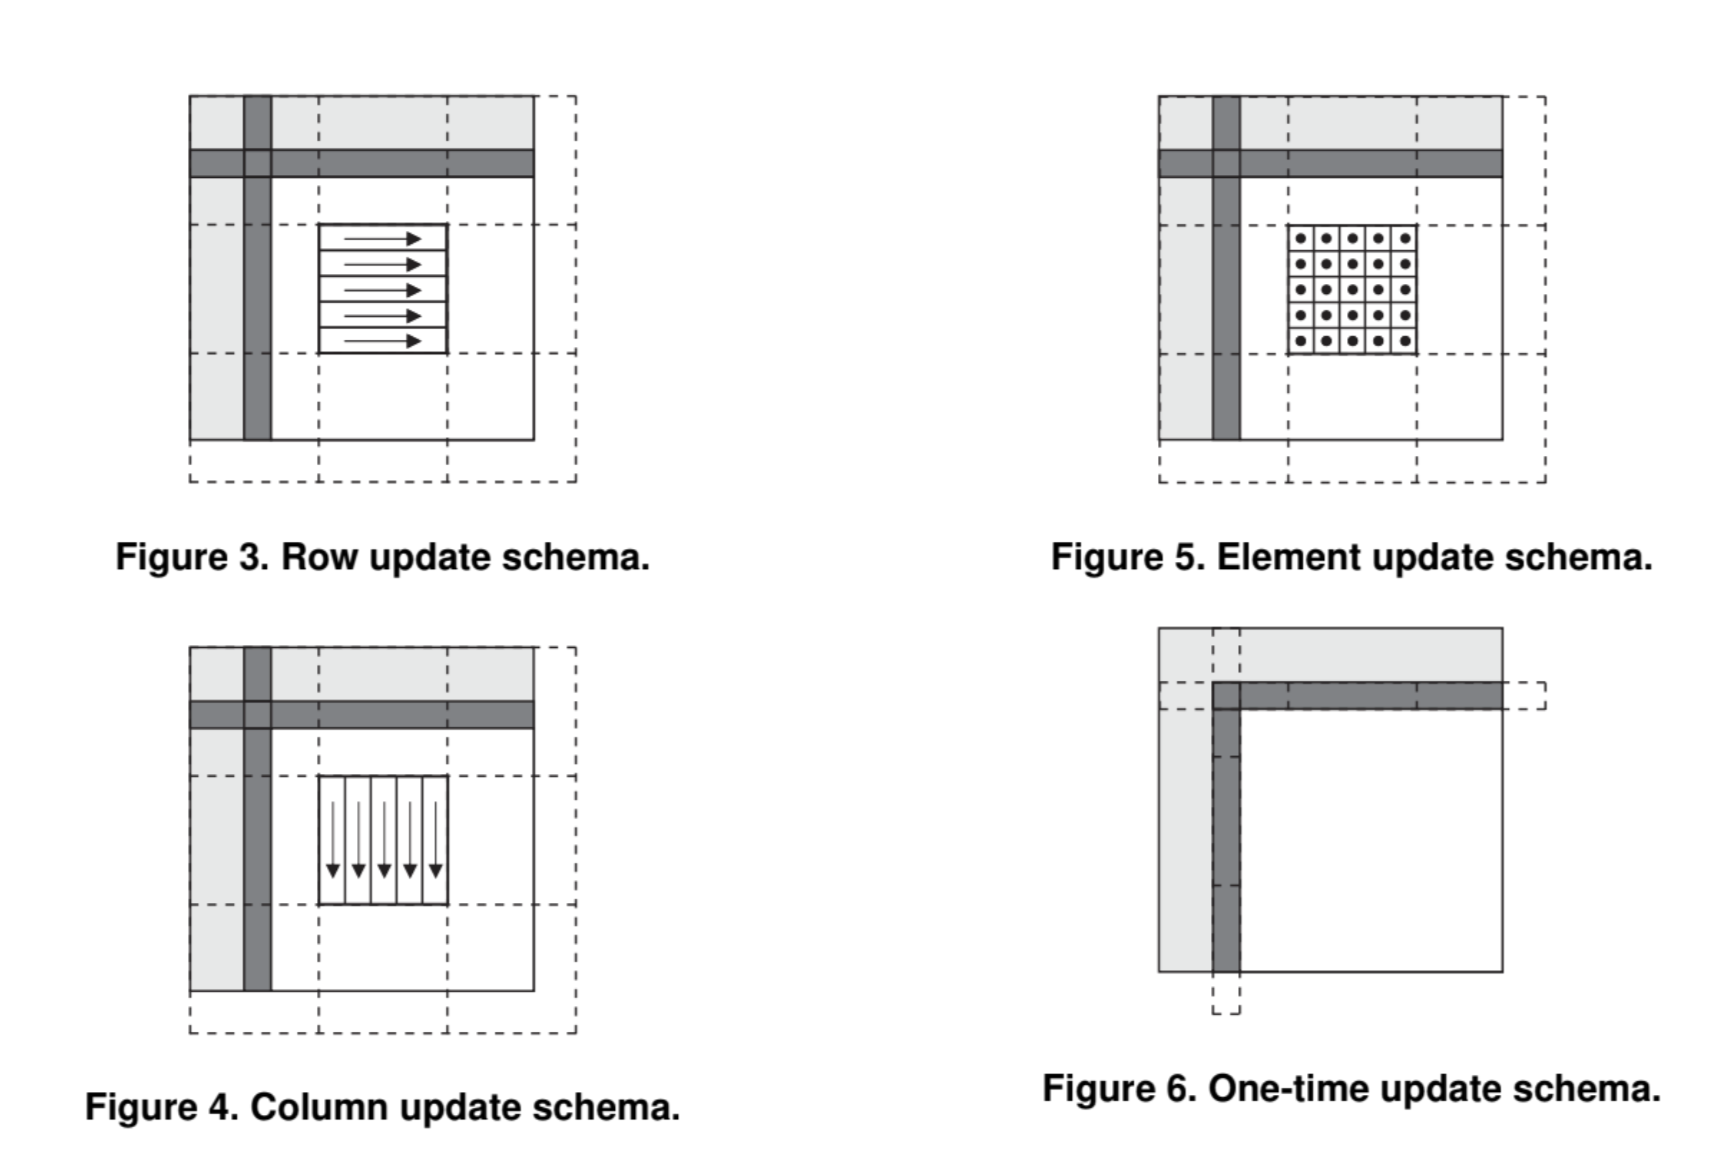 Figure 3. Row update schema.
Figure 5. Element update schema.
Figure 4. Column update schema.
Figure 6. One-time update schema.